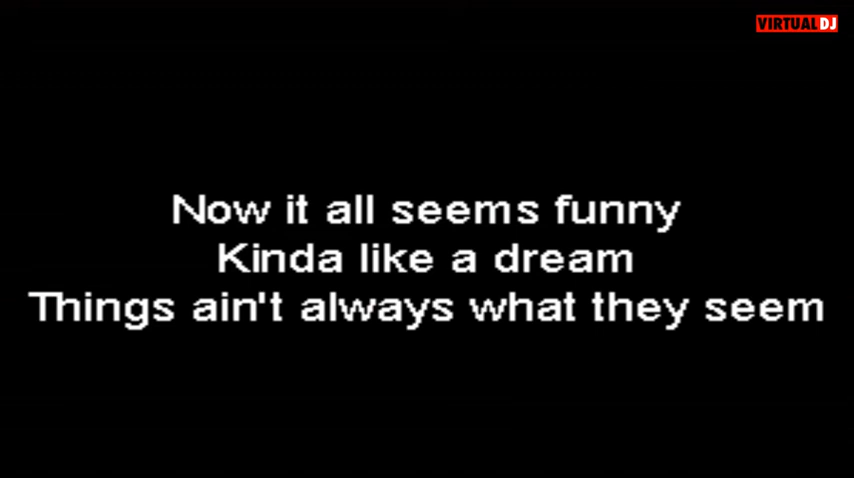 VIRTUALDJ
Now it all seems funny
Kinda like a dream
Things ain't always what they seem